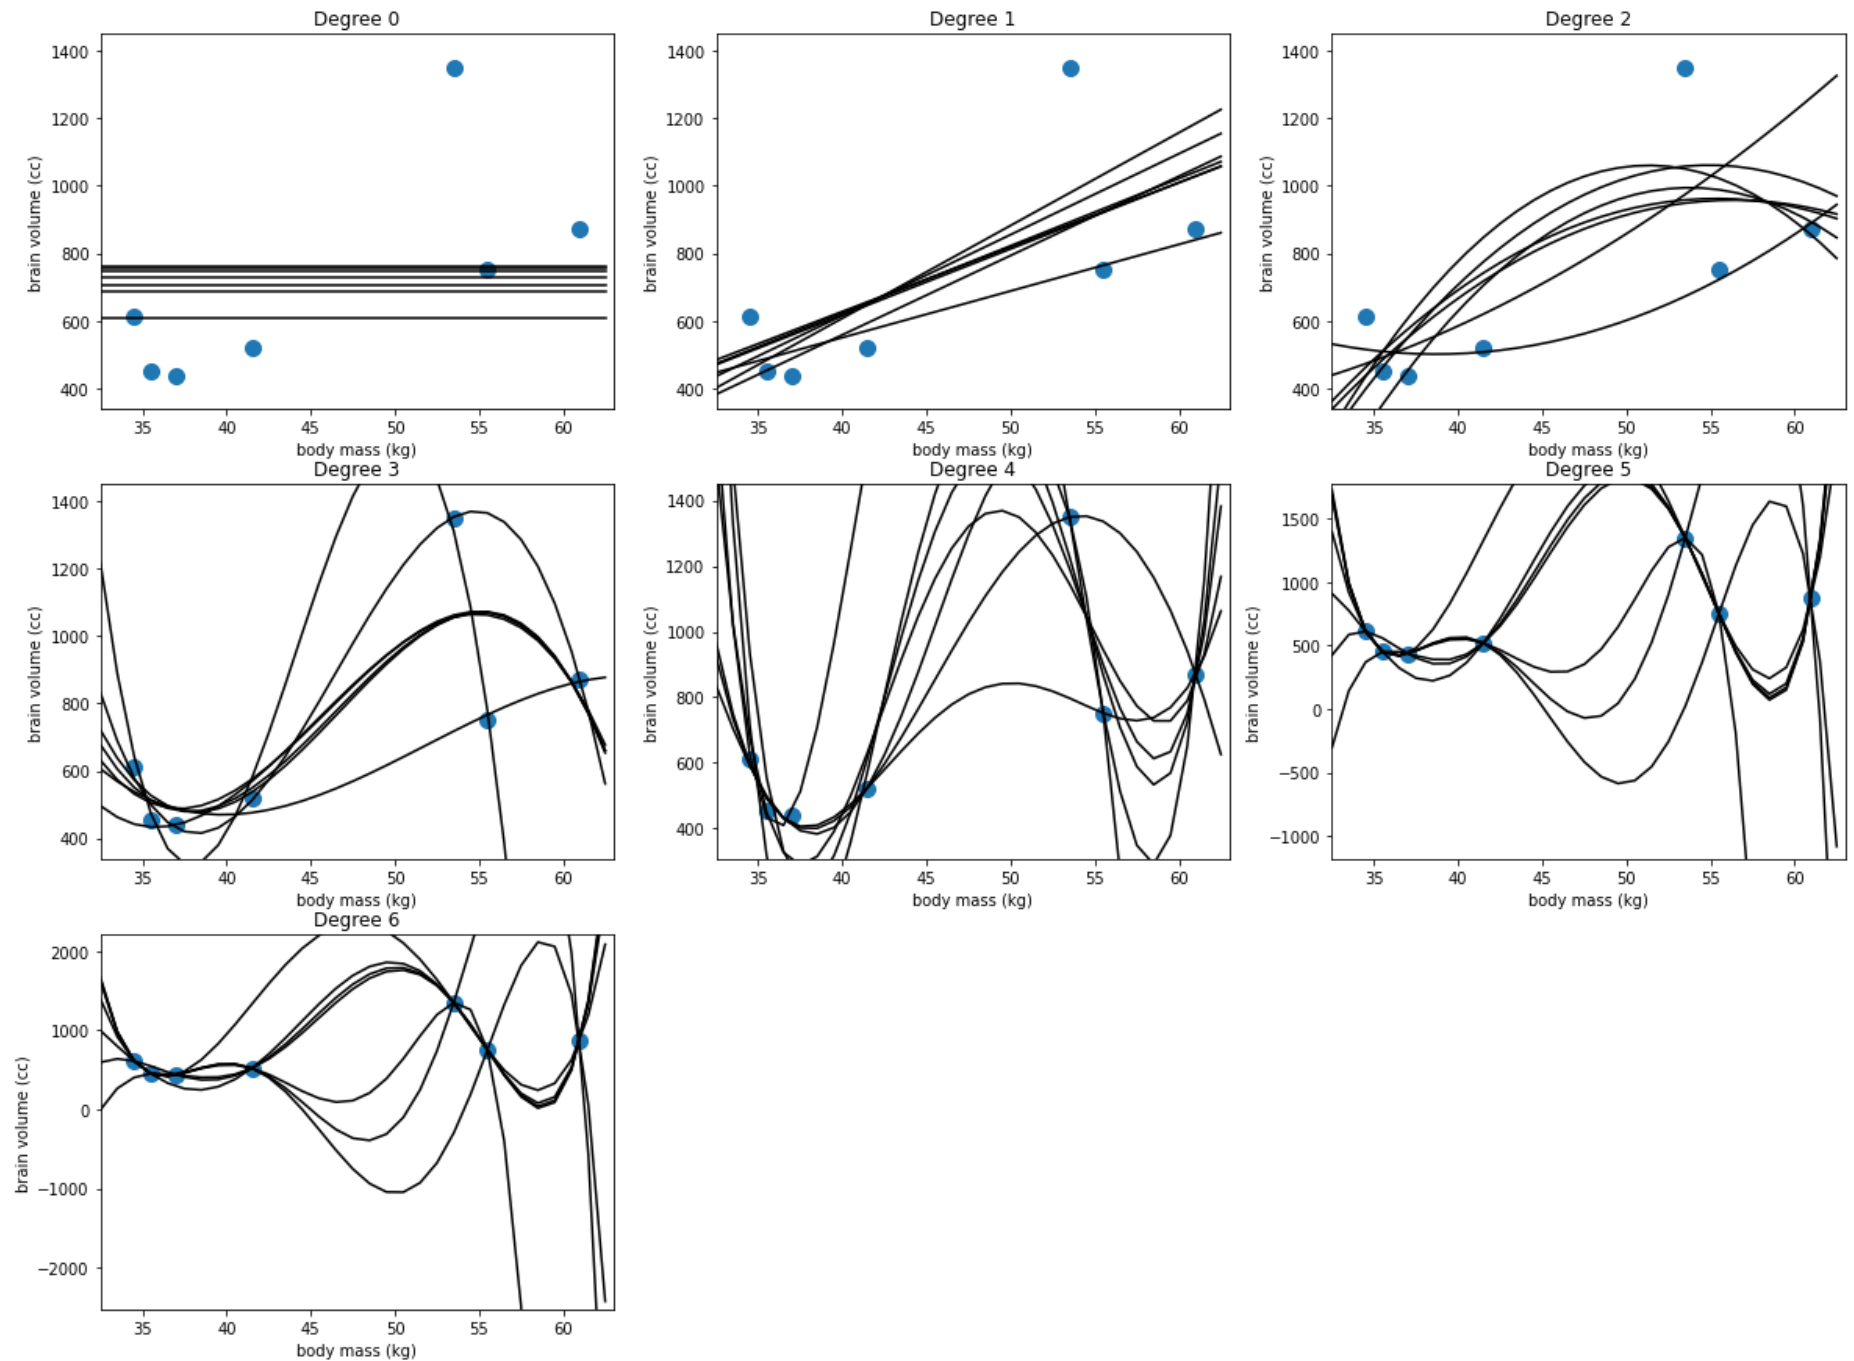 Degree 0
Degree 1
Degree 2
1400
1200
1000
800
600
400
brain volume (cc)
35 40 45 50 55 60
body mass (kg)
1400
1200
1000
800
600
400
brain volume (cc)
35 40 45 50 55 60
body mass (kg)
1400
1200
1000
800
600
400
brain volume (cc)
35 40 45 50 55 60
body mass (kg)
Degree 3
Degree 4
Degree 5
1400
1200
1000
800
600
400
brain volume (cc)
35 40 45 50 55 60
body mass (kg)
1400
1200
1000
800
600
400
brain volume (cc)
35 40 45 50 55 60
body mass (kg)
1500
1000
500
0
−500
−1000
brain volume (cc)
35 40 45 50 55 60
body mass (kg)
Degree 6
2000
1000
0
−1000
−2000
brain volume (cc)
35 40 45 50 55 60
body mass (kg)